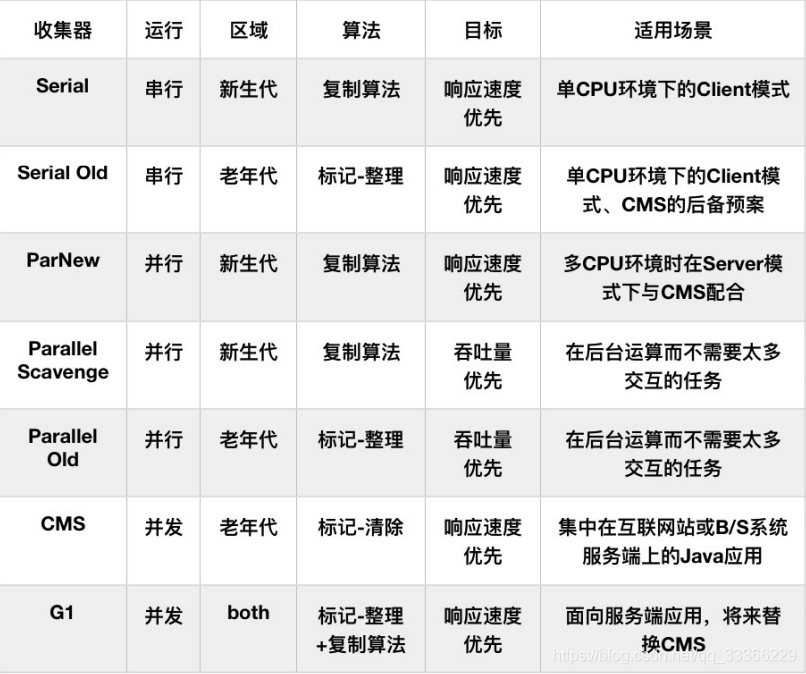 收集器 运行 区域 算法 目标 适用场景
Serial 串行 新生代 复制算法 响应速度 单CPU环境下的Client模式
优先
Serial Old 串行 老年代 标记-整理 响应速度 单CPU环境下的Client模
优先 式、CMS的后备预案
ParNew 并行 新生代 复制算法 响应速度 多CPU环境时在Server模
优先 式下与CMS配合
Parallel 并行 新生代 复制算法 吞吐量 在后台运算而不需要太多
Scavenge 优先 交互的任务
Parallel 并行 老年代 标记-整理 吞吐量 在后台运算而不需要太多
Old 优先 交互的任务
CMS 并发 老年代 标记-清除 响应速度 集中在互联网站或B/S系统
优先 服务端上的Java应用
G1 并发 both 标记-整理 响应速度 面向服务端应用，将来替
+复制算法 优先 换CMS
https://blog.csdn.net/qq_33366229